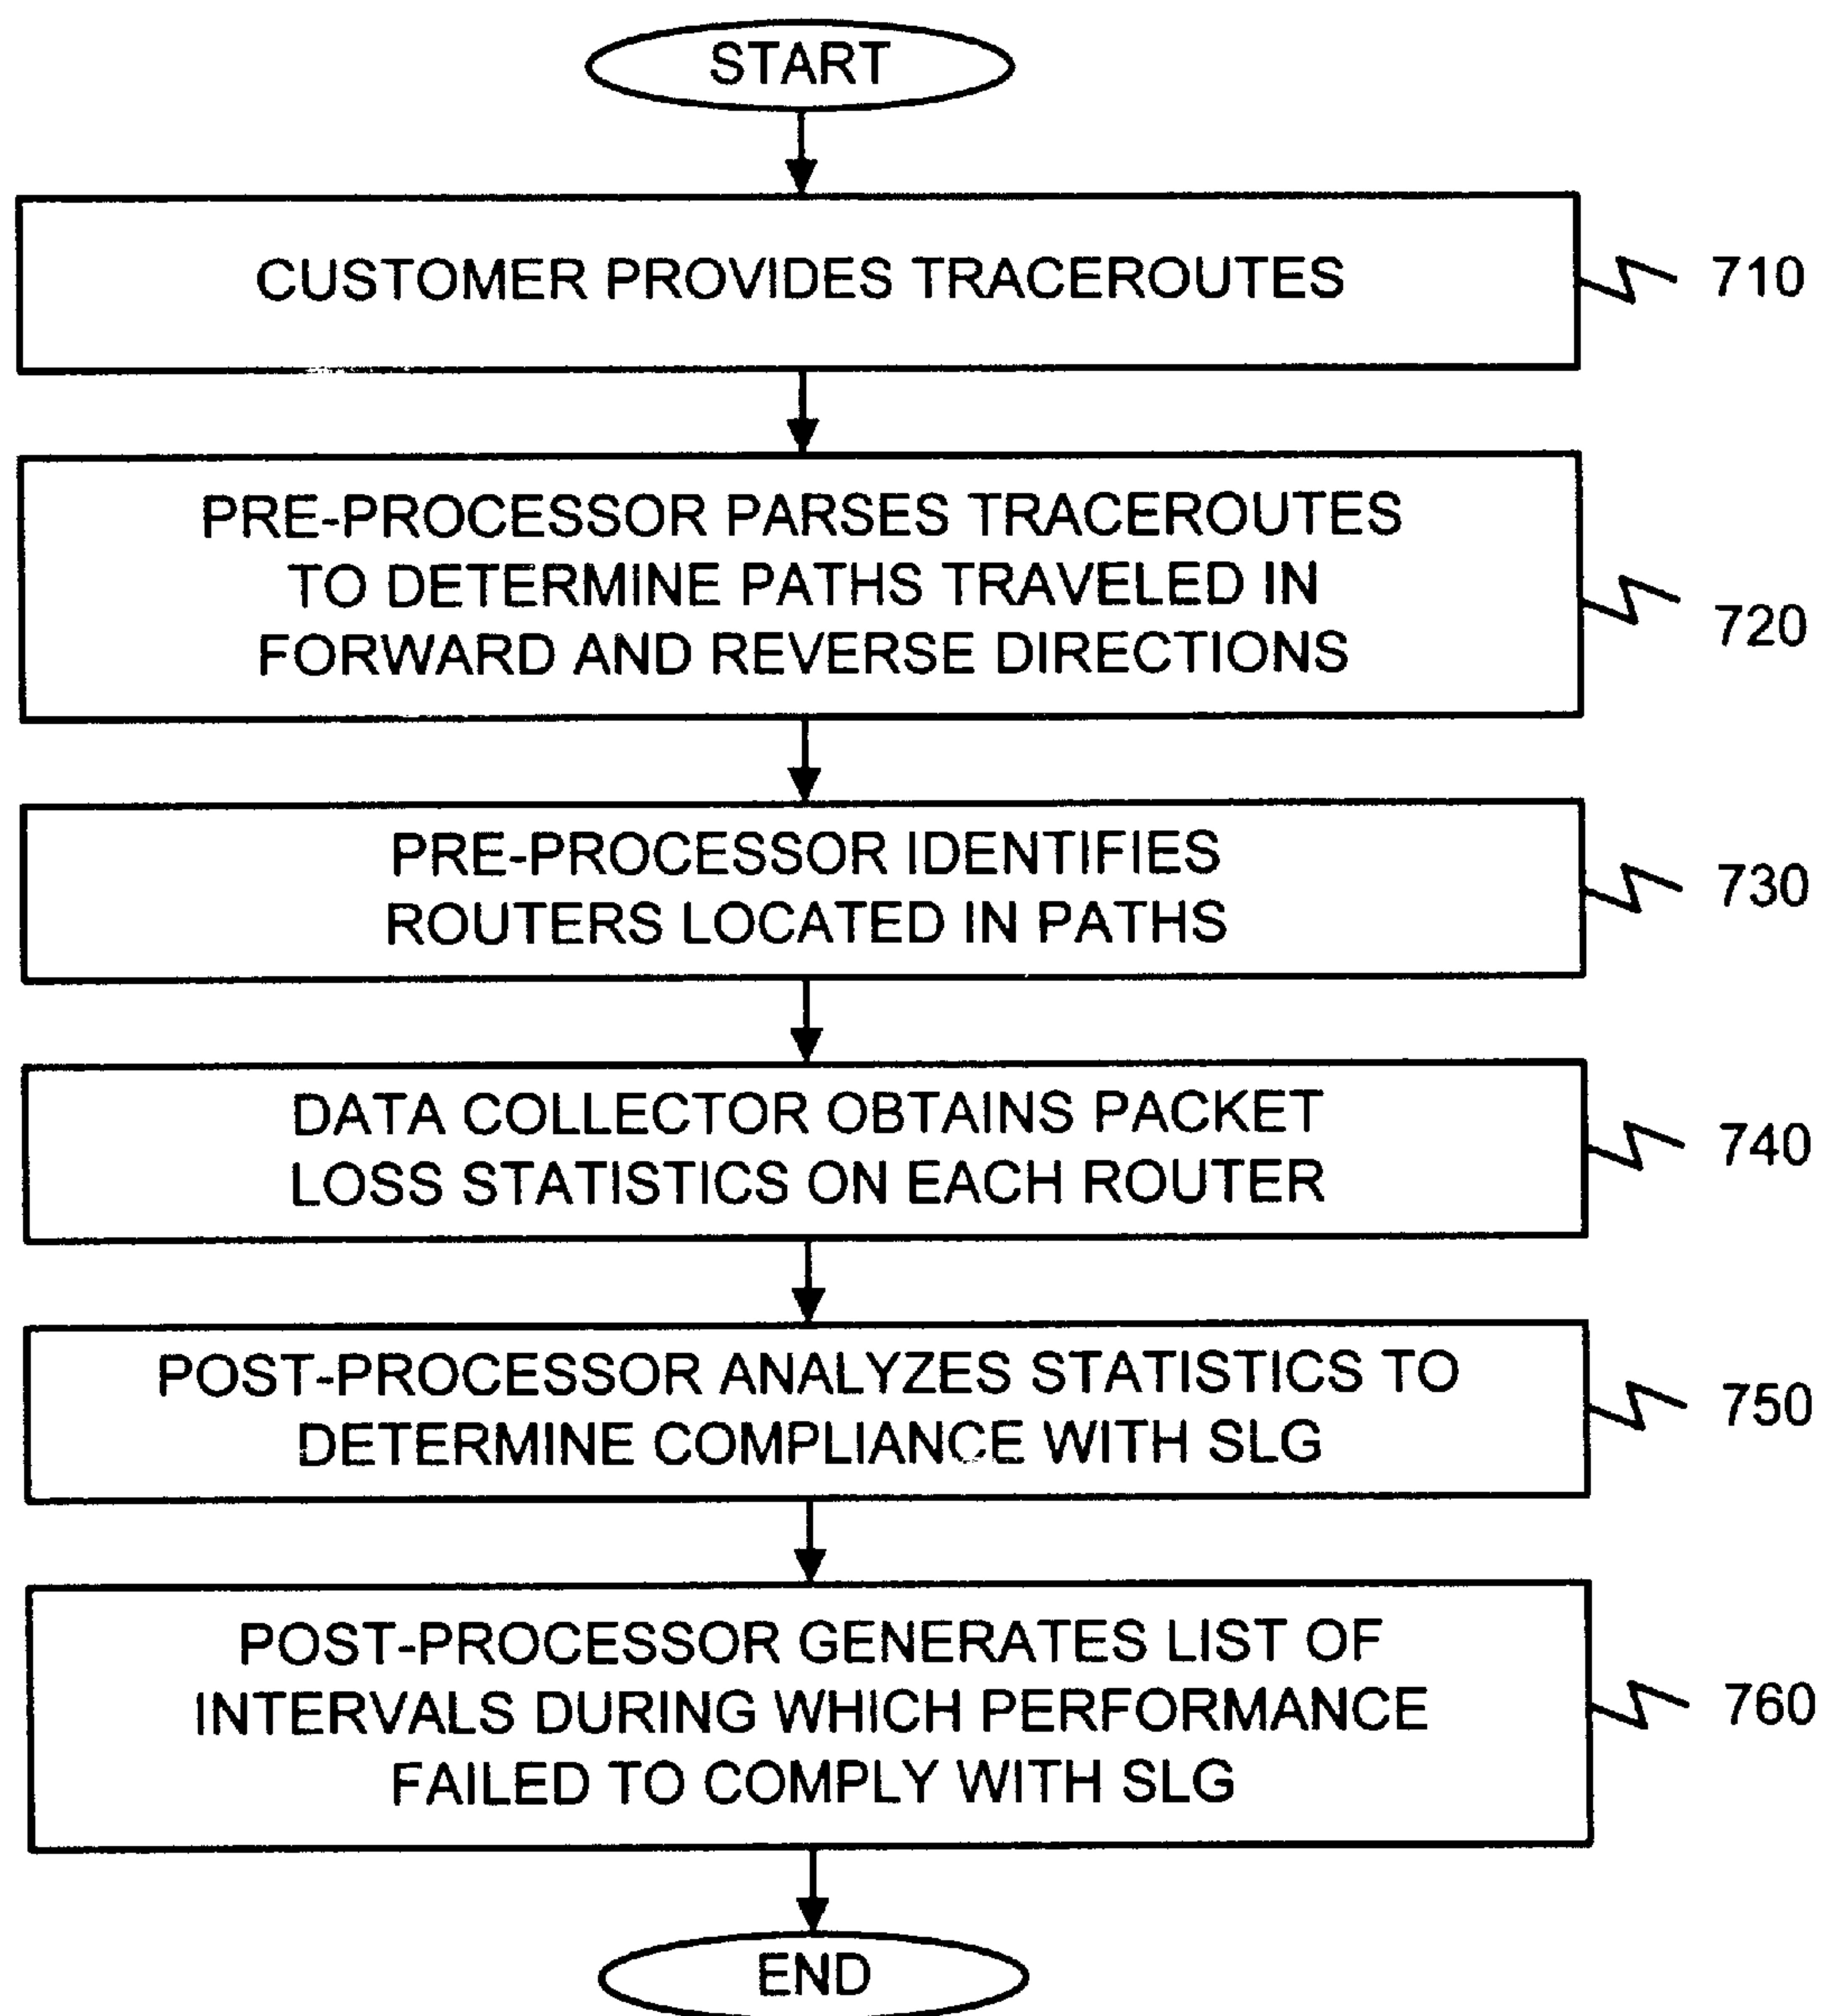 START
CUSTOMER PROVIDES TRACEROUTES
710
PRE-PROCESSOR PARSES TRACEROUTES
TO DETERMINE PATHS TRAVELED IN
FORWARD AND REVERSE DIRECTIONS
720
PRE-PROCESSOR IDENTIFIES
ROUTERS LOCATED IN PATHS
730
DATA COLLECTOR OBTAINS PACKET
LOSS STATISTICS ON EACH ROUTER
740
POST-PROCESSOR ANALYZES STATISTICS TO
DETERMINE COMPLIANCE WITH SLG
750
POST-PROCESSOR GENERATES LIST OF
INTERVALS DURING WHICH PERFORMANCE
FAILED TO COMPLY WITH SLG
760
END